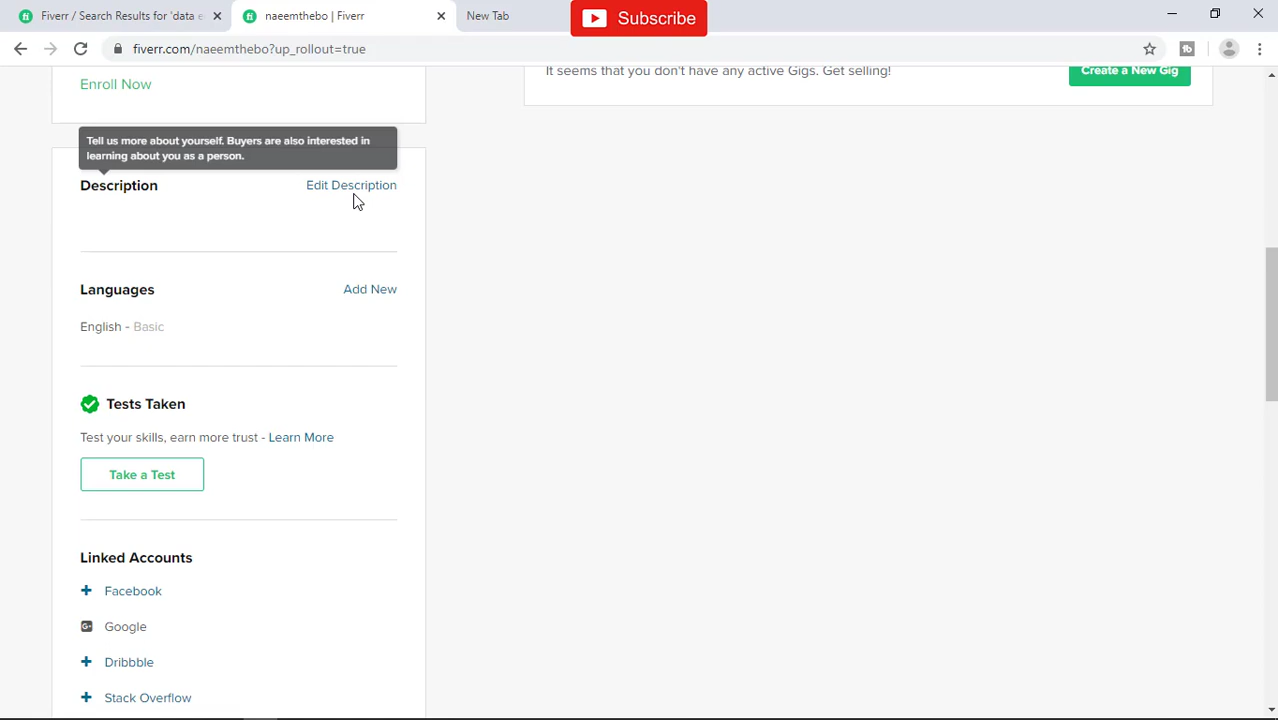 Fiverr / Search Results for 'data e
naeemthebo | Fiverr
New Tab
Subscribe
fiverr.com/naeemthebo?up_rollout=true
Enroll Now
It seems that you don't have any active Gigs. Get selling!
Create a New Gig
Tell us more about yourself. Buyers are also interested in
learning about you as a person.
Description
Edit Description
Languages
Add New
English - Basic
Tests Taken
Test your skills, earn more trust - Learn More
Take a Test
Linked Accounts
Facebook
Google
Dribbble
Stack Overflow